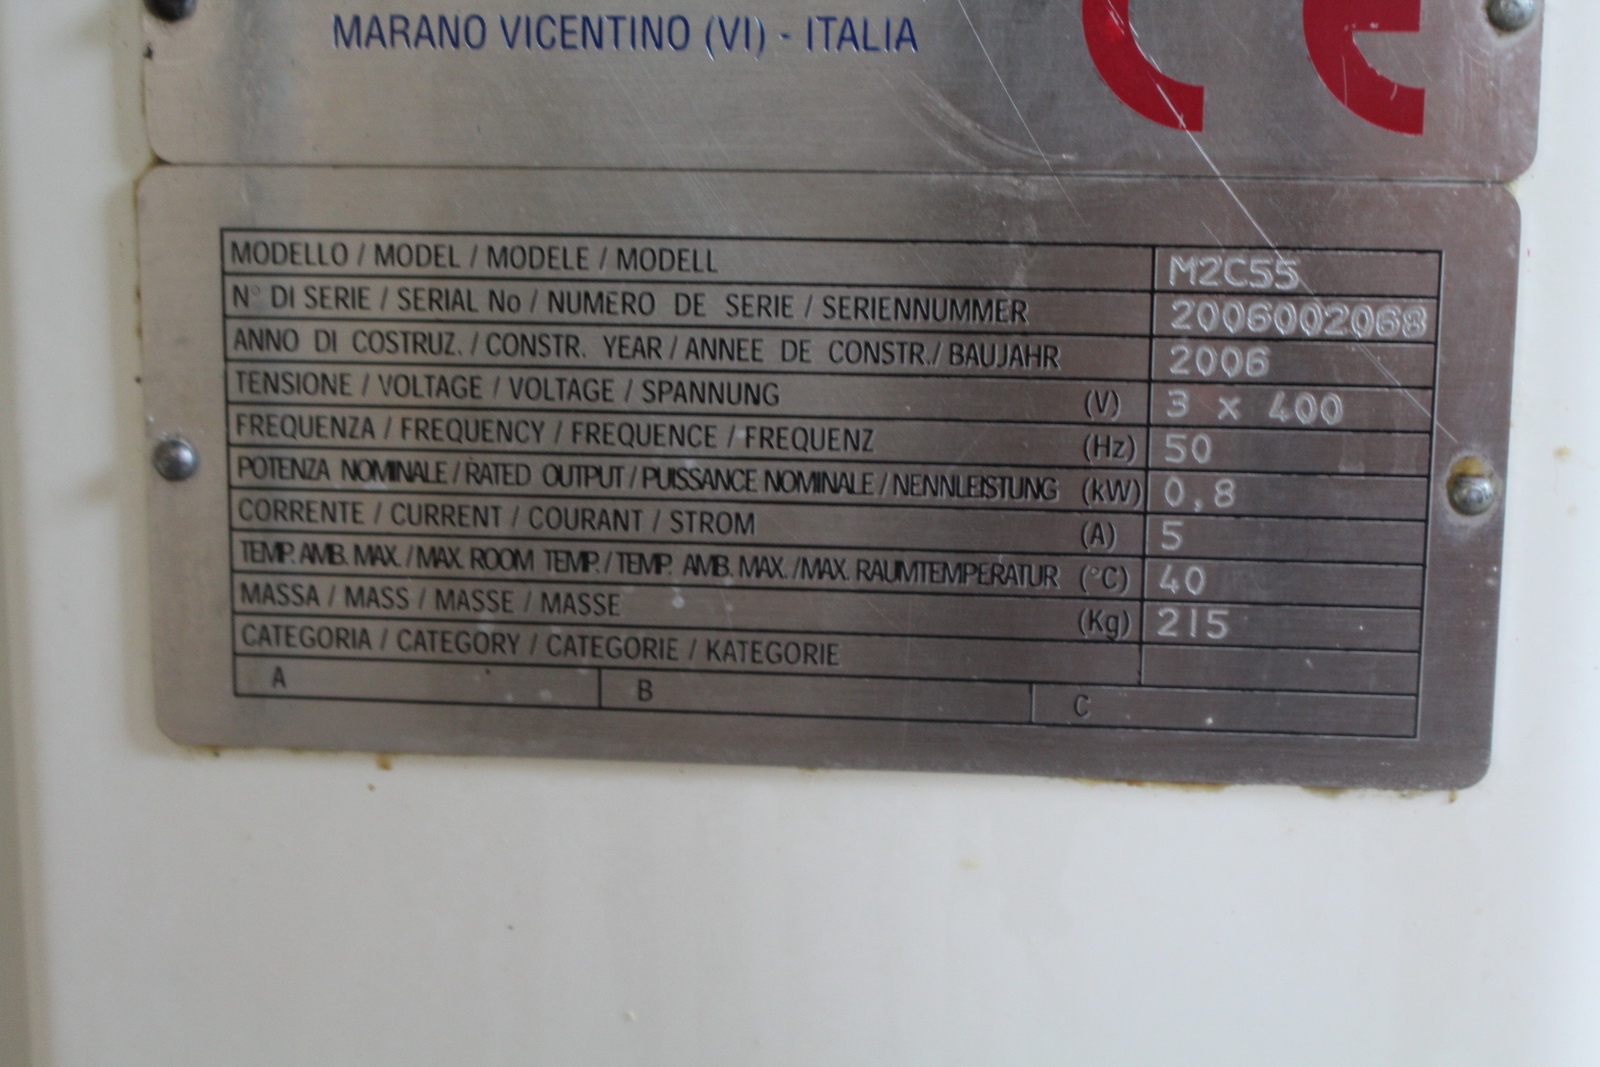 MARANO VICENTINO (VI) - ITALIA
CE
MODELLO / MODEL / MODELE / MODELL M2C55
N° DI SERIE / SERIAL No / NUMERO DE SERIE / SERIENNUMMER 2006002068
ANNO DI COSTRUZ. / CONSTR. YEAR / ANNEE DE CONSTR./ BAUJAHR 2006
TENSIONE / VOLTAGE / VOLTAGE / SPANNUNG (V) 3 x 400
FREQUENZA / FREQUENCY / FREQUENCE / FREQUENZ (Hz) 50
POTENZA NOMINALE / RATED OUTPUT / PUISSANCE NOMINALE / NENNLEISTUNG (kW) 0,8
CORRENTE / CURRENT / COURANT / STROM (A) 5
TEMP. AMB. MAX. / MAX. ROOM TEMP. / TEMP. AMB. MAX. /MAX. RAUMTEMPERATUR (°C) 40
MASSA / MASS / MASSE / MASSE (Kg) 215
CATEGORIA / CATEGORY / CATEGORIE / KATEGORIE
A B C